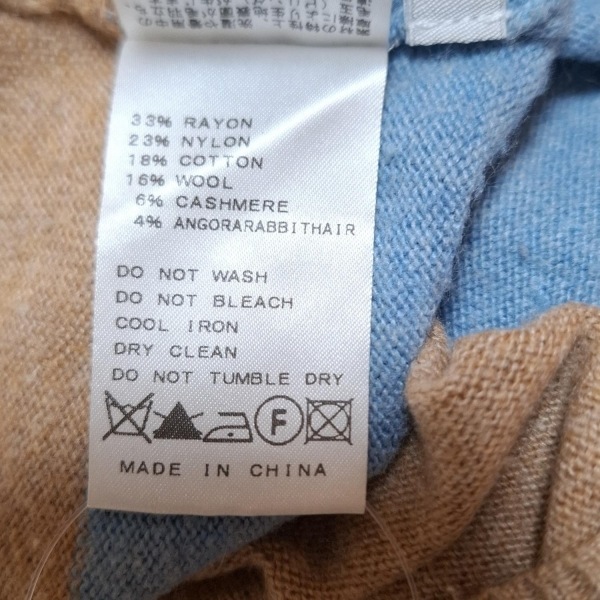 33% RAYON
23% NYLON
18% COTTON
16% WOOL
6% CASHMERE
4% ANGORARABBITHAIR
DO NOT WASH
DO NOT BLEACH
COOL IRON
DRY CLEAN
DO NOT TUMBLE DRY
F
MADE IN CHINA